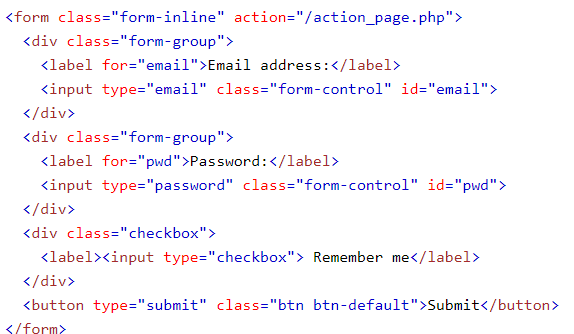 <form class="form-inline" action="/action_page.php">
  <div class="form-group">
    <label for="email">Email address:</label>
    <input type="email" class="form-control" id="email">
  </div>
  <div class="form-group">
    <label for="pwd">Password:</label>
    <input type="password" class="form-control" id="pwd">
  </div>
  <div class="checkbox">
    <label><input type="checkbox"> Remember me</label>
  </div>
  <button type="submit" class="btn btn-default">Submit</button>
</form>